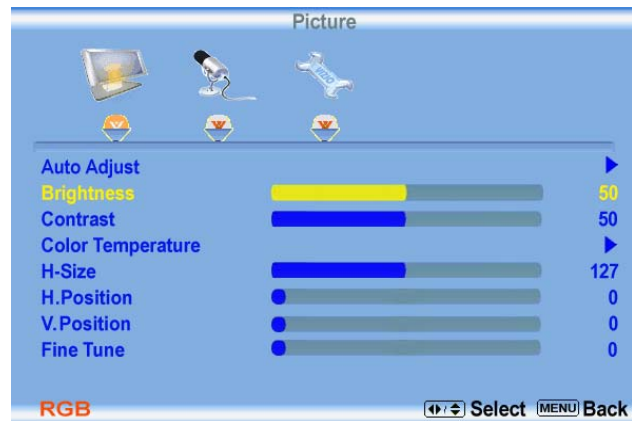 Picture
VIZIO
Auto Adjust
Brightness 50
Contrast 50
Color Temperature
H-Size 127
H.Position 0
V.Position 0
Fine Tune 0
RGB Select MENU Back